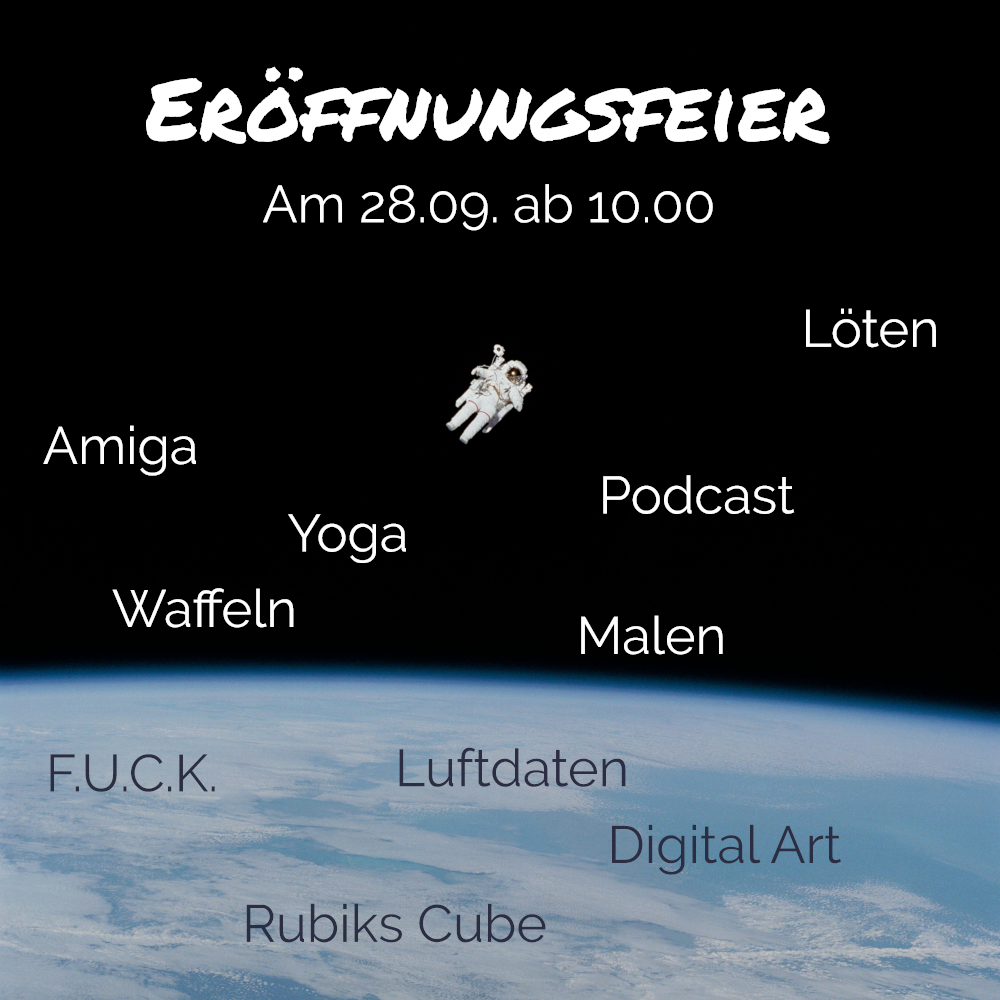 Eröffnungsfeier
Am 28.09. ab 10.00
Löten
Amiga
Podcast
Yoga
Waffeln
Malen
F.U.C.K.
Luftdaten
Digital Art
Rubiks Cube